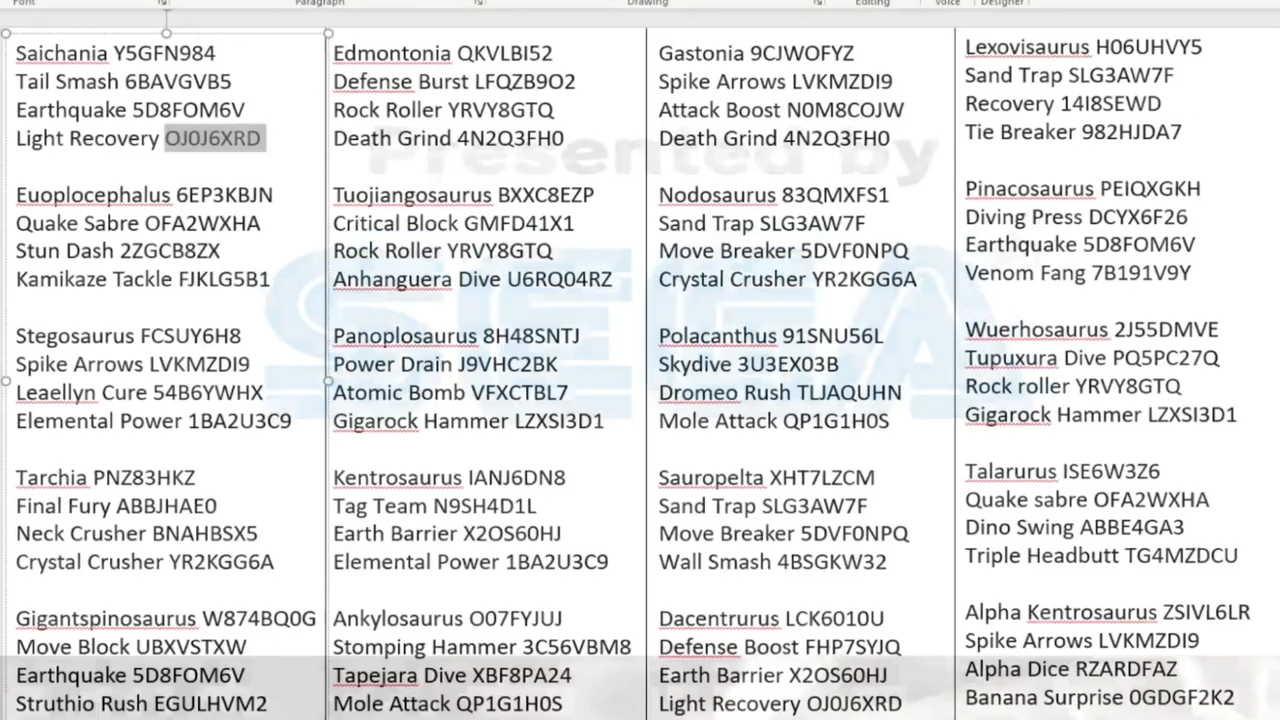 Font Paragraph Drawing Editing Voice Designer
Saichania Y5GFN984
Tail Smash 6BAVGVB5
Earthquake 5D8FOM6V
Light Recovery OJ0J6XRD
Euoplocephalus 6EP3KBJN
Quake Sabre OFA2WXHA
Stun Dash 2ZGCB8ZX
Kamikaze Tackle FJKLG5B1
Stegosaurus FCSUY6H8
Spike Arrows LVKMZDI9
Leaellyn Cure 54B6YWHX
Elemental Power 1BA2U3C9
Tarchia PNZ83HKZ
Final Fury ABBJHAE0
Neck Crusher BNAHBSX5
Crystal Crusher YR2KGG6A
Gigantspinosaurus W874BQ0G
Move Block UBXVSTXW
Earthquake 5D8FOM6V
Struthio Rush EGULHVM2
Edmontonia QKVLBI52
Defense Burst LFQZB9O2
Rock Roller YRVY8GTQ
Death Grind 4N2Q3FH0
Tuojiangosaurus BXXC8EZP
Critical Block GMFD41X1
Rock Roller YRVY8GTQ
Anhanguera Dive U6RQ04RZ
Panoplosaurus 8H48SNTJ
Power Drain J9VHC2BK
Atomic Bomb VFXCTBL7
Gigarock Hammer LZXSI3D1
Kentrosaurus IANJ6DN8
Tag Team N9SH4D1L
Earth Barrier X2OS60HJ
Elemental Power 1BA2U3C9
Ankylosaurus O07FYJUJ
Stomping Hammer 3C56VBM8
Tapejara Dive XBF8PA24
Mole Attack QP1G1H0S
Gastonia 9CJWOFYZ
Spike Arrows LVKMZDI9
Attack Boost N0M8COJW
Death Grind 4N2Q3FH0
Nodosaurus 83QMXFS1
Sand Trap SLG3AW7F
Move Breaker 5DVF0NPQ
Crystal Crusher YR2KGG6A
Polacanthus 91SNU56L
Skydive 3U3EX03B
Dromeo Rush TLJAQUHN
Mole Attack QP1G1H0S
Sauropelta XHT7LZCM
Sand Trap SLG3AW7F
Move Breaker 5DVF0NPQ
Wall Smash 4BSGKW32
Dacentrurus LCK6010U
Defense Boost FHP7SYJQ
Earth Barrier X2OS60HJ
Light Recovery OJ0J6XRD
Lexovisaurus H06UHVY5
Sand Trap SLG3AW7F
Recovery 14I8SEWD
Tie Breaker 982HJDA7
Pinacosaurus PEIQXGKH
Diving Press DCYX6F26
Earthquake 5D8FOM6V
Venom Fang 7B191V9Y
Wuerhosaurus 2J55DMVE
Tupuxura Dive PQ5PC27Q
Rock roller YRVY8GTQ
Gigarock Hammer LZXSI3D1
Talarurus ISE6W3Z6
Quake sabre OFA2WXHA
Dino Swing ABBE4GA3
Triple Headbutt TG4MZDCU
Alpha Kentrosaurus ZSIVL6LR
Spike Arrows LVKMZDI9
Alpha Dice RZARDFAZ
Banana Surprise 0GDGF2K2
Presented by
SEGA